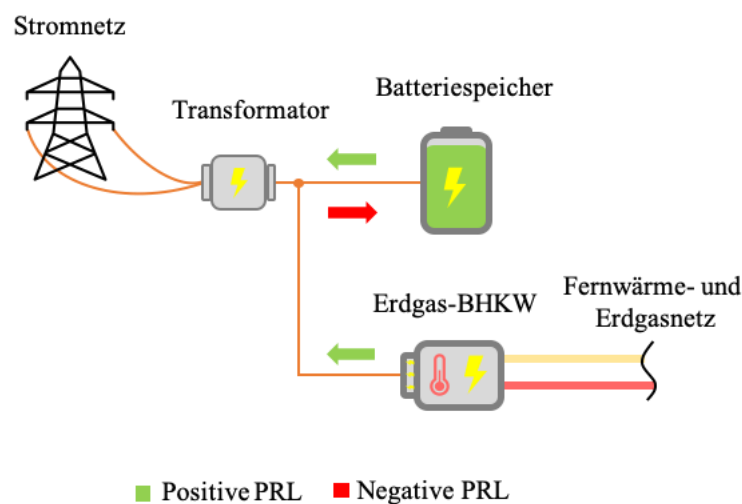 Stromnetz
Transformator
Batteriespeicher
Erdgas-BHKW
Fernwärme- und
Erdgasnetz
Positive PRL
Negative PRL